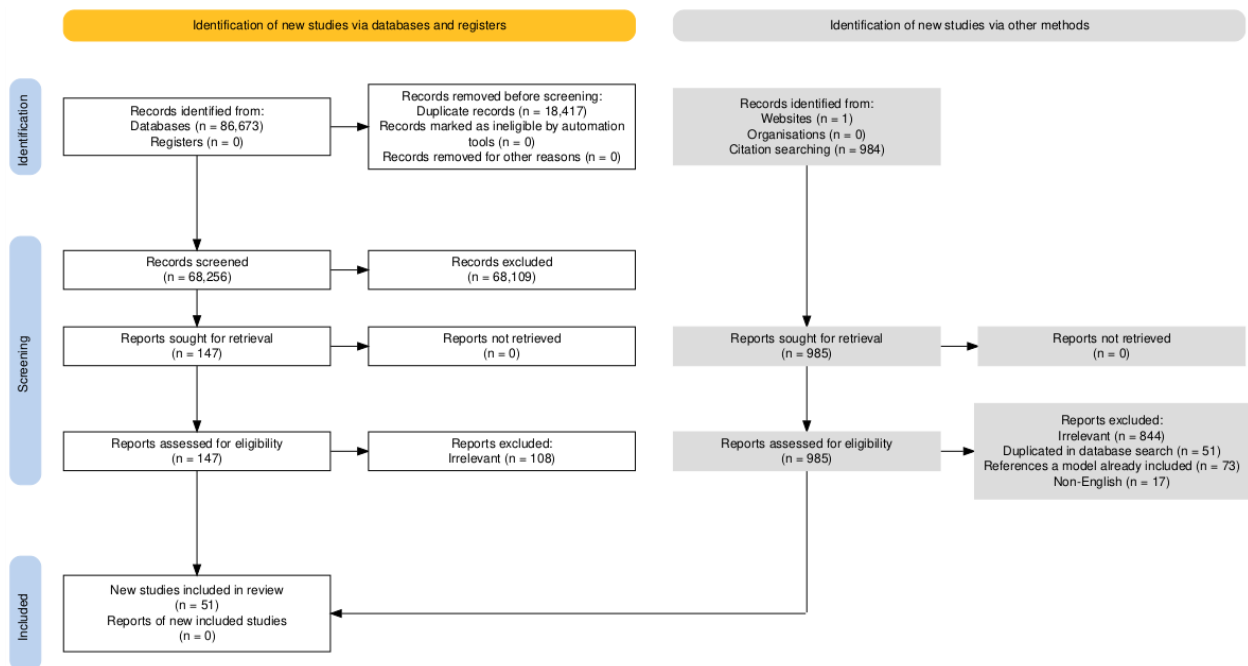 Identification of new studies via databases and registers
Identification of new studies via other methods
Identification
Records identified from:
Databases (n = 86,673)
Registers (n = 0)
Records removed before screening:
Duplicate records (n = 18,417)
Records marked as ineligible by automation
tools (n = 0)
Records removed for other reasons (n = 0)
Records identified from:
Websites (n = 1)
Organisations (n = 0)
Citation searching (n = 984)
Screening
Records screened
(n = 68,256)
Records excluded
(n = 68,109)
Reports sought for retrieval
(n = 147)
Reports not retrieved
(n = 0)
Reports sought for retrieval
(n = 985)
Reports not retrieved
(n = 0)
Reports assessed for eligibility
(n = 147)
Reports excluded:
Irrelevant (n = 108)
Reports assessed for eligibility
(n = 985)
Reports excluded:
Irrelevant (n = 844)
Duplicated in database search (n = 51)
References a model already included (n = 73)
Non-English (n = 17)
Included
New studies included in review
(n = 51)
Reports of new included studies
(n = 0)